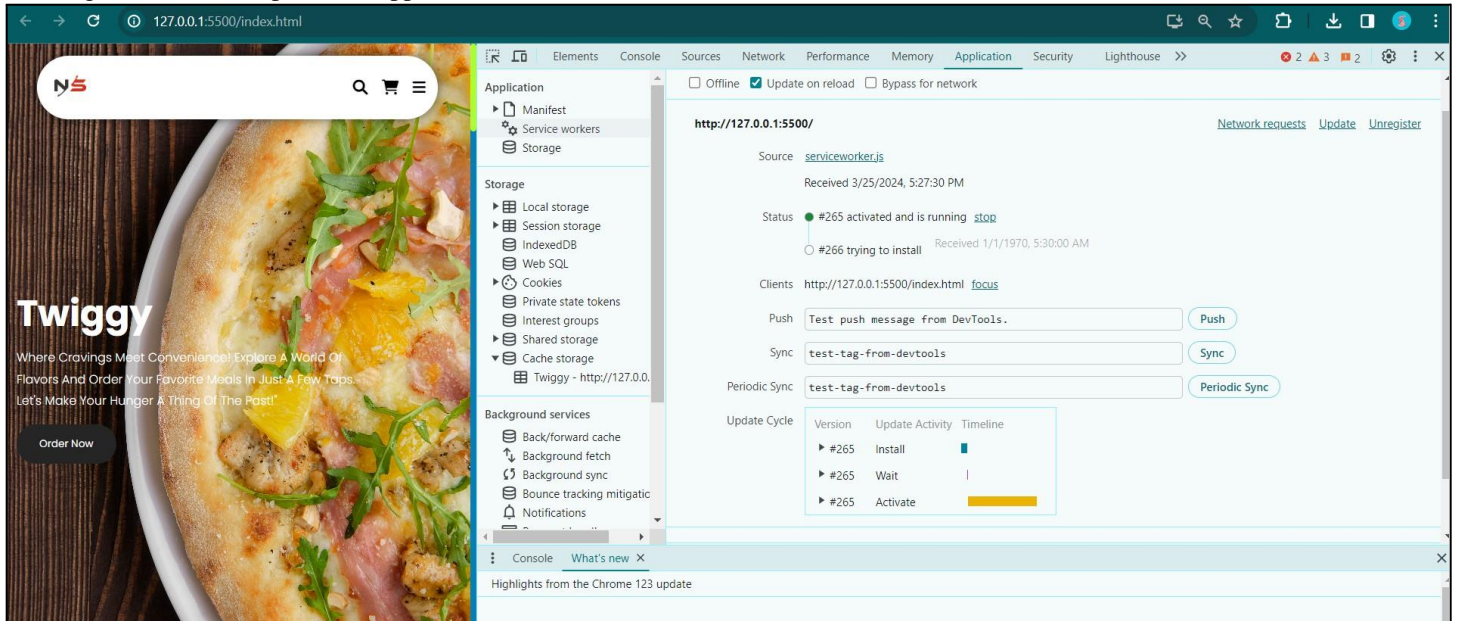 127.0.0.1:5500/index.html
NS
Twiggy
Where Cravings Meet Convenience! Explore A World Of
Flavors And Order Your Favorite Meals In Just A Few Taps.
Let's Make Your Hunger A Thing Of The Past!"
Order Now
Elements Console Sources Network Performance Memory Application Security Lighthouse 2 3 2
Application
Manifest
Service workers
Storage
Storage
Local storage
Session storage
IndexedDB
Web SQL
Cookies
Private state tokens
Interest groups
Shared storage
Cache storage
Twiggy - http://127.0.0.
Background services
Back/forward cache
Background fetch
Background sync
Bounce tracking mitigatic
Notifications
Offline Update on reload Bypass for network
http://127.0.0.1:5500/ Network requests Update Unregister
Source serviceworker.js
Received 3/25/2024, 5:27:30 PM
Status #265 activated and is running stop
#266 trying to install Received 1/1/1970, 5:30:00 AM
Clients http://127.0.0.1:5500/index.html focus
Push Test push message from DevTools. Push
Sync test-tag-from-devtools Sync
Periodic Sync test-tag-from-devtools Periodic Sync
Update Cycle Version Update Activity Timeline
#265 Install
#265 Wait
#265 Activate
Console What's new
Highlights from the Chrome 123 update